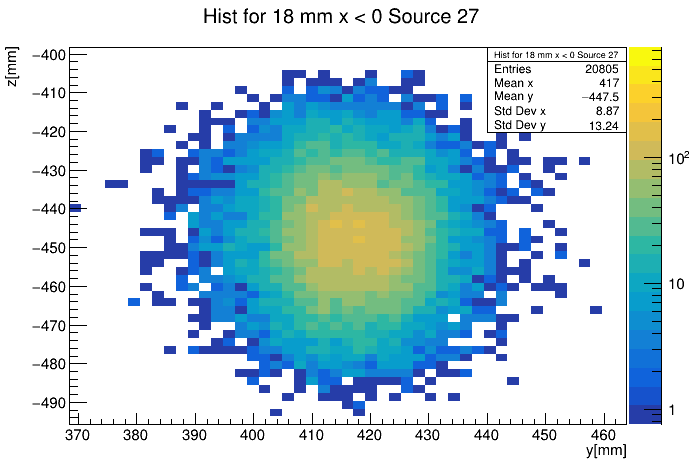 Hist for 18 mm x < 0 Source 27
z[mm]
Hist for 18 mm x < 0 Source 27
Entries 20805
Mean x 417
Mean y −447.5
Std Dev x 8.87
Std Dev y 13.24
−400
−410
−420
−430
−440
−450
−460
−470
−480
−490
10²
10
1
370 380 390 400 410 420 430 440 450 460
y[mm]